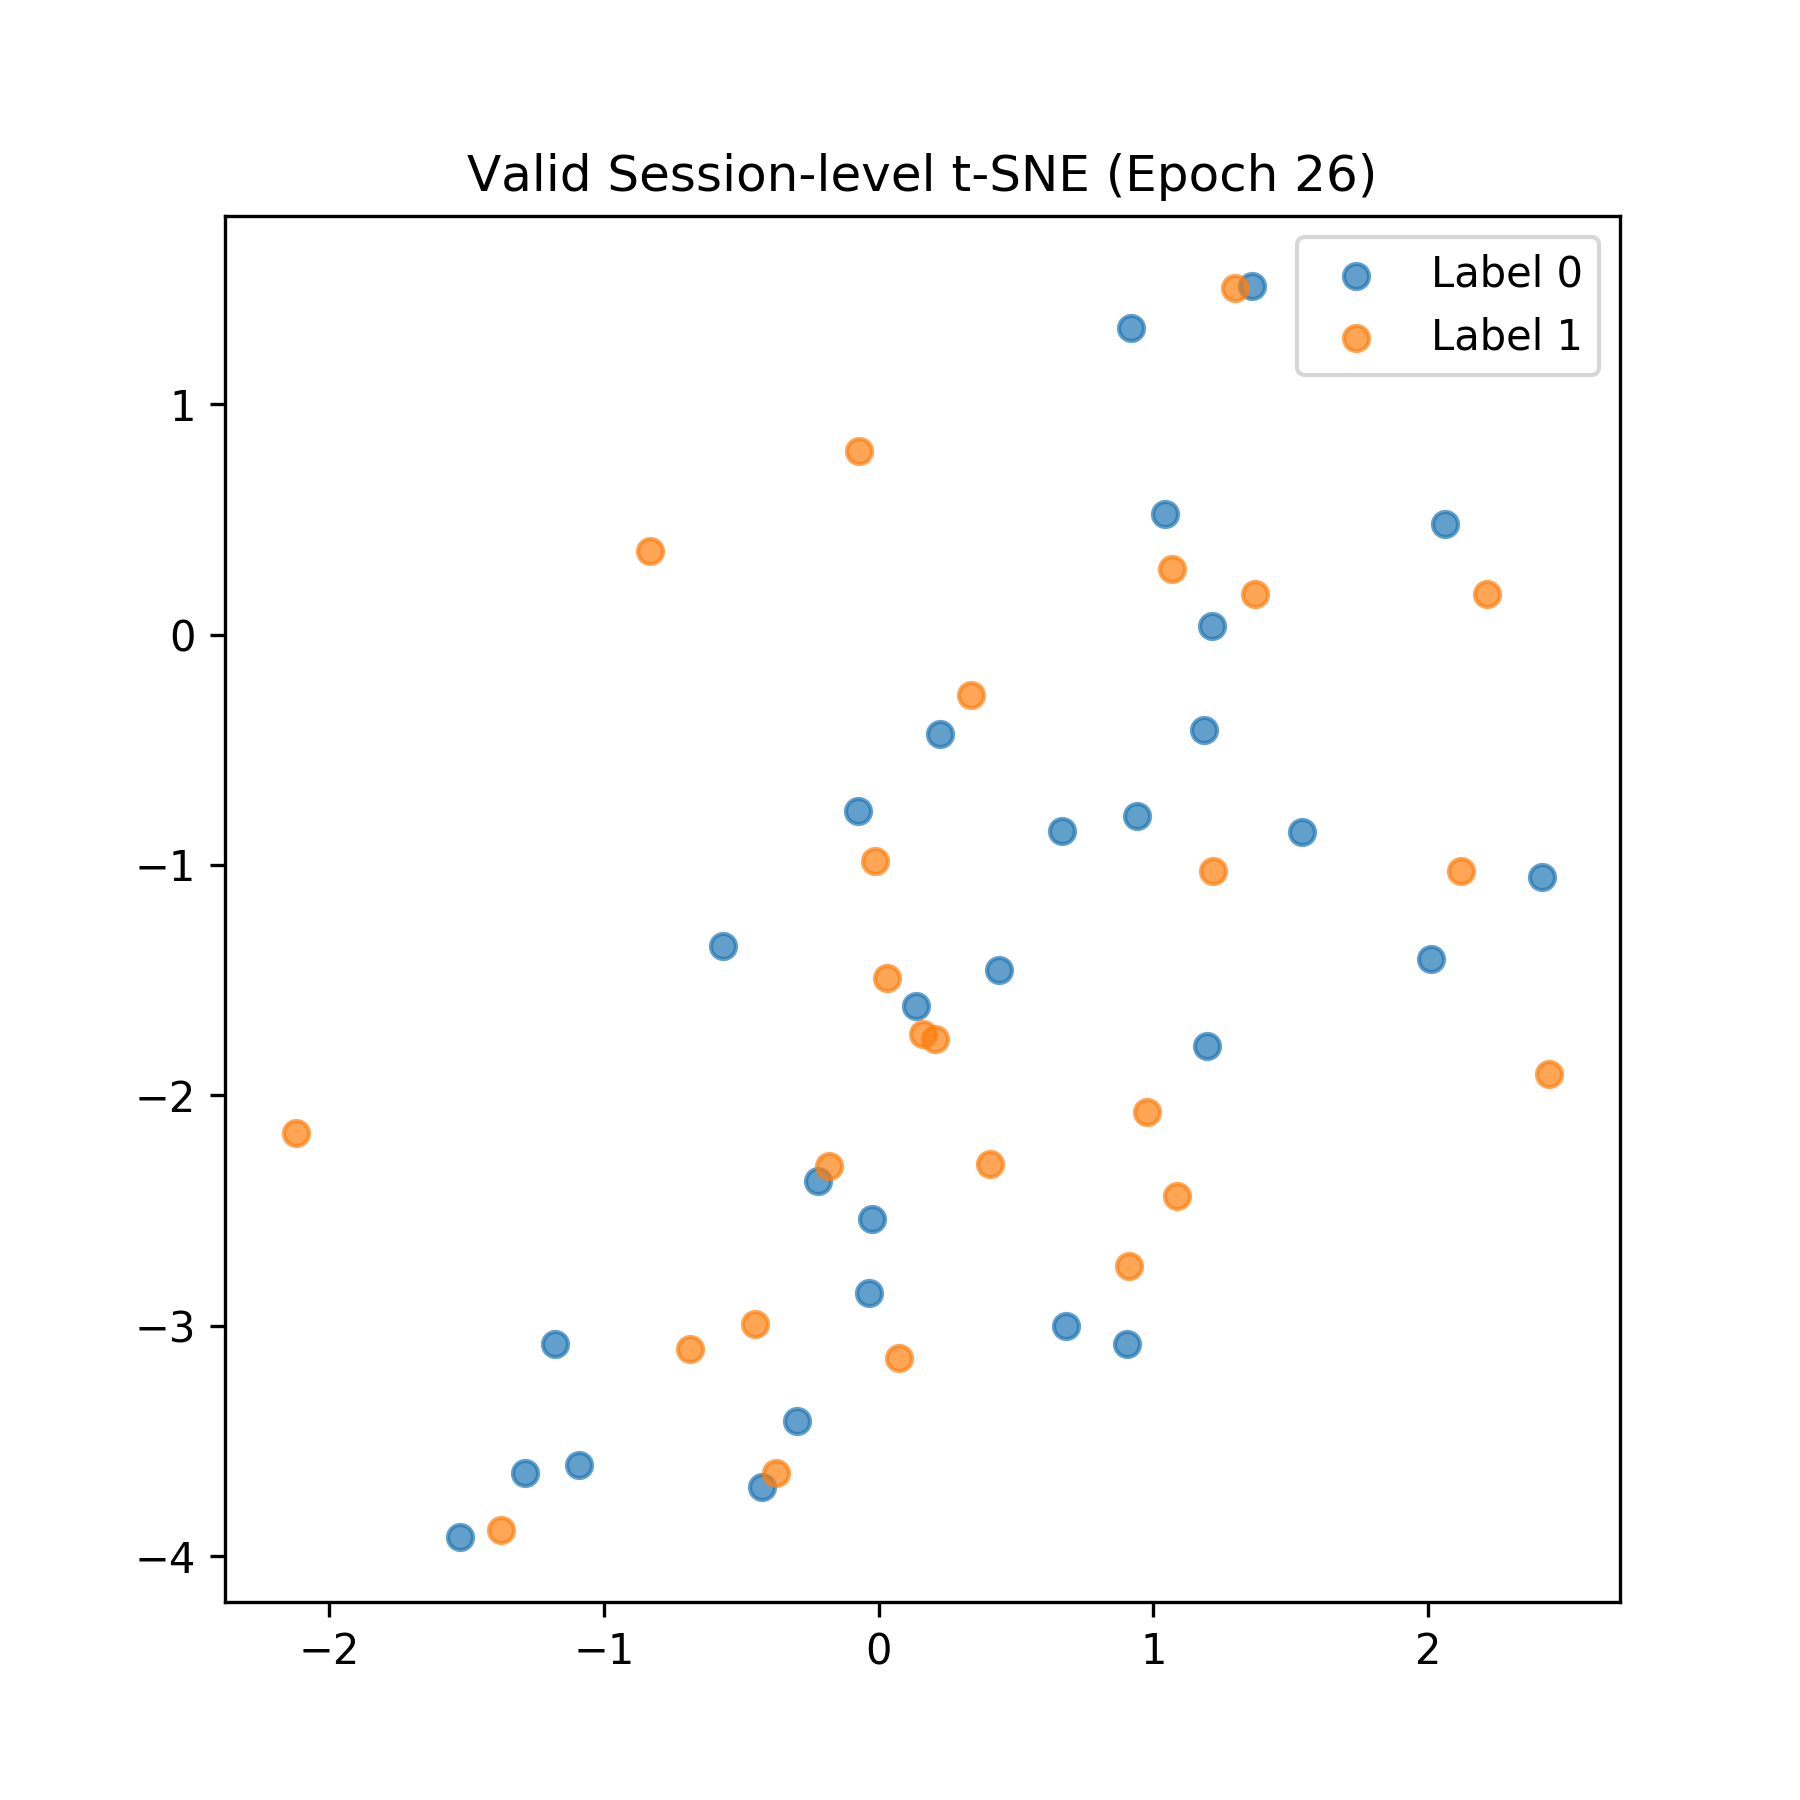 Valid Session-level t-SNE (Epoch 26)
Label 0
Label 1
1
0
−1
−2
−3
−4
−2 −1 0 1 2